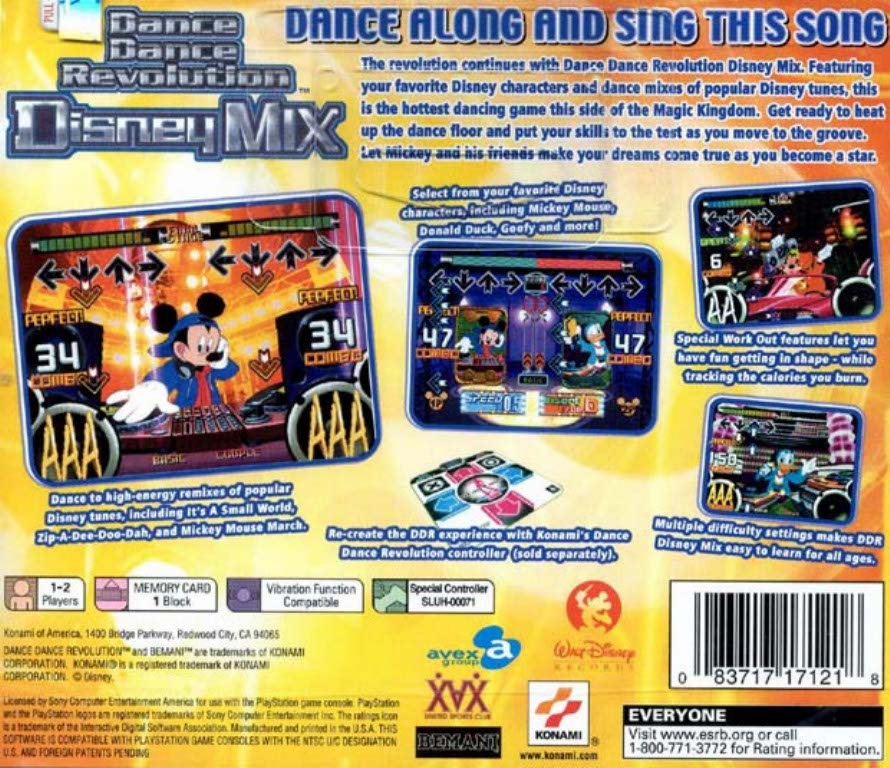 PULL
Dance
Dance
Revolution
Disney MIX
DANCE ALONG AND SING THIS SONG
The revolution continues with Dance Dance Revolution Disney Mix. Featuring
your favorite Disney characters and dance mixes of popular Disney tunes, this
is the hottest dancing game this side of the Magic Kingdom. Get ready to heat
up the dance floor and put your skills to the test as you move to the groove.
Let Mickey and his friends make your dreams come true as you become a star.
Select from your favorite Disney
characters, including Mickey Mouse,
Donald Duck, Goofy and more!
PERFECT!
34
COMBO
AAA
BASIC COUPLE
PERFECT!
34
COMBO
AAA
47
COMBO
SPEED
BASIC
PERFECT!
47
COMBO
6
COMBO
AA
Special Work Out features let you
have fun getting in shape - while
tracking the calories you burn.
150
AAA
Dance to high-energy remixes of popular
Disney tunes, including It's A Small World,
Zip-A-Dee-Doo-Dah, and Mickey Mouse March.
Re-create the DDR experience with Konami's Dance
Dance Revolution controller (sold separately).
Multiple difficulty settings makes DDR
Disney Mix easy to learn for all ages.
1-2
Players
MEMORY CARD
1 Block
Vibration Function
Compatible
Special Controller
SLUH-00071
Konami of America, 1400 Bridge Parkway, Redwood City, CA 94065
DANCE DANCE REVOLUTION™ and BEMANI™ are trademarks of KONAMI
CORPORATION. KONAMI® is a registered trademark of KONAMI
CORPORATION. © Disney.
Licensed by Sony Computer Entertainment America for use with the PlayStation game console. PlayStation
and the PlayStation logos are registered trademarks of Sony Computer Entertainment Inc. The ratings icon
is a trademark of the Interactive Digital Software Association. Manufactured and printed in the U.S.A. THIS
SOFTWARE IS COMPATIBLE WITH PLAYSTATION GAME CONSOLES WITH THE NTSC U/C DESIGNATION
U.S. AND FOREIGN PATENTS PENDING
avex
group
a
WALT DISNEY
RECORDS
XVX
UNITED SPORTS CLUB
BEMANI
KONAMI®
www.konami.com
0 83717 17121 8
EVERYONE
Visit www.esrb.org or call
1-800-771-3772 for Rating information.